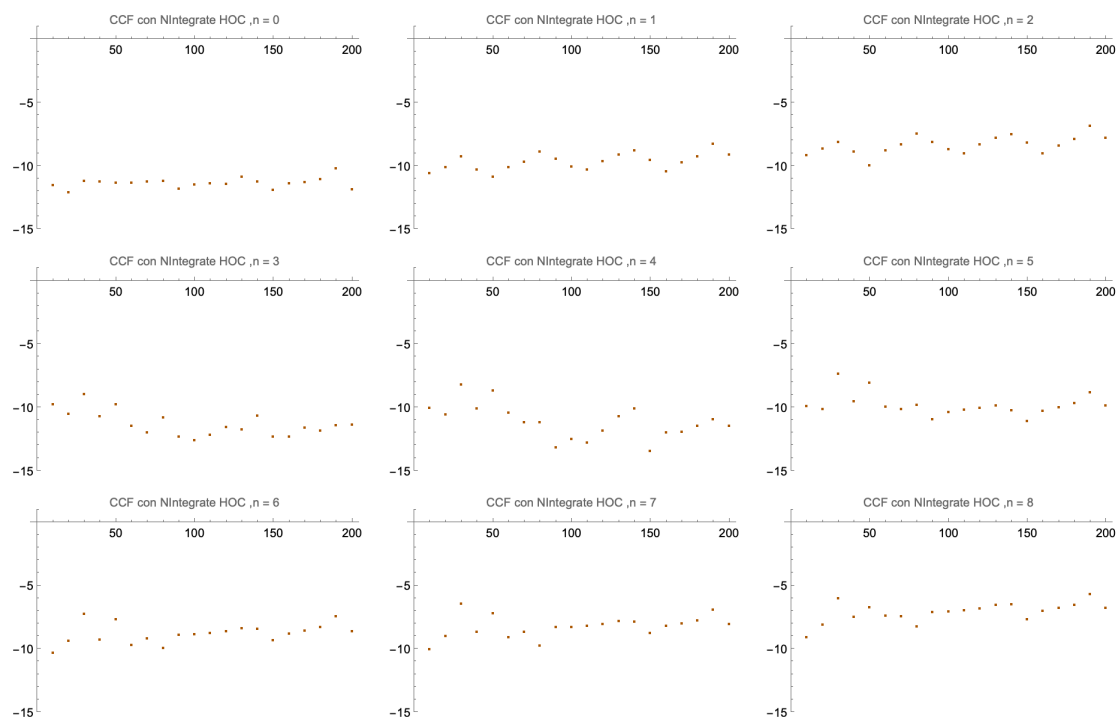 CCF con NIntegrate HOC ,n = 0
50 100 150 200
−5
−10
−15
CCF con NIntegrate HOC ,n = 1
50 100 150 200
−5
−10
−15
CCF con NIntegrate HOC ,n = 2
50 100 150 200
−5
−10
−15
CCF con NIntegrate HOC ,n = 3
50 100 150 200
−5
−10
−15
CCF con NIntegrate HOC ,n = 4
50 100 150 200
−5
−10
−15
CCF con NIntegrate HOC ,n = 5
50 100 150 200
−5
−10
−15
CCF con NIntegrate HOC ,n = 6
50 100 150 200
−5
−10
−15
CCF con NIntegrate HOC ,n = 7
50 100 150 200
−5
−10
−15
CCF con NIntegrate HOC ,n = 8
50 100 150 200
−5
−10
−15